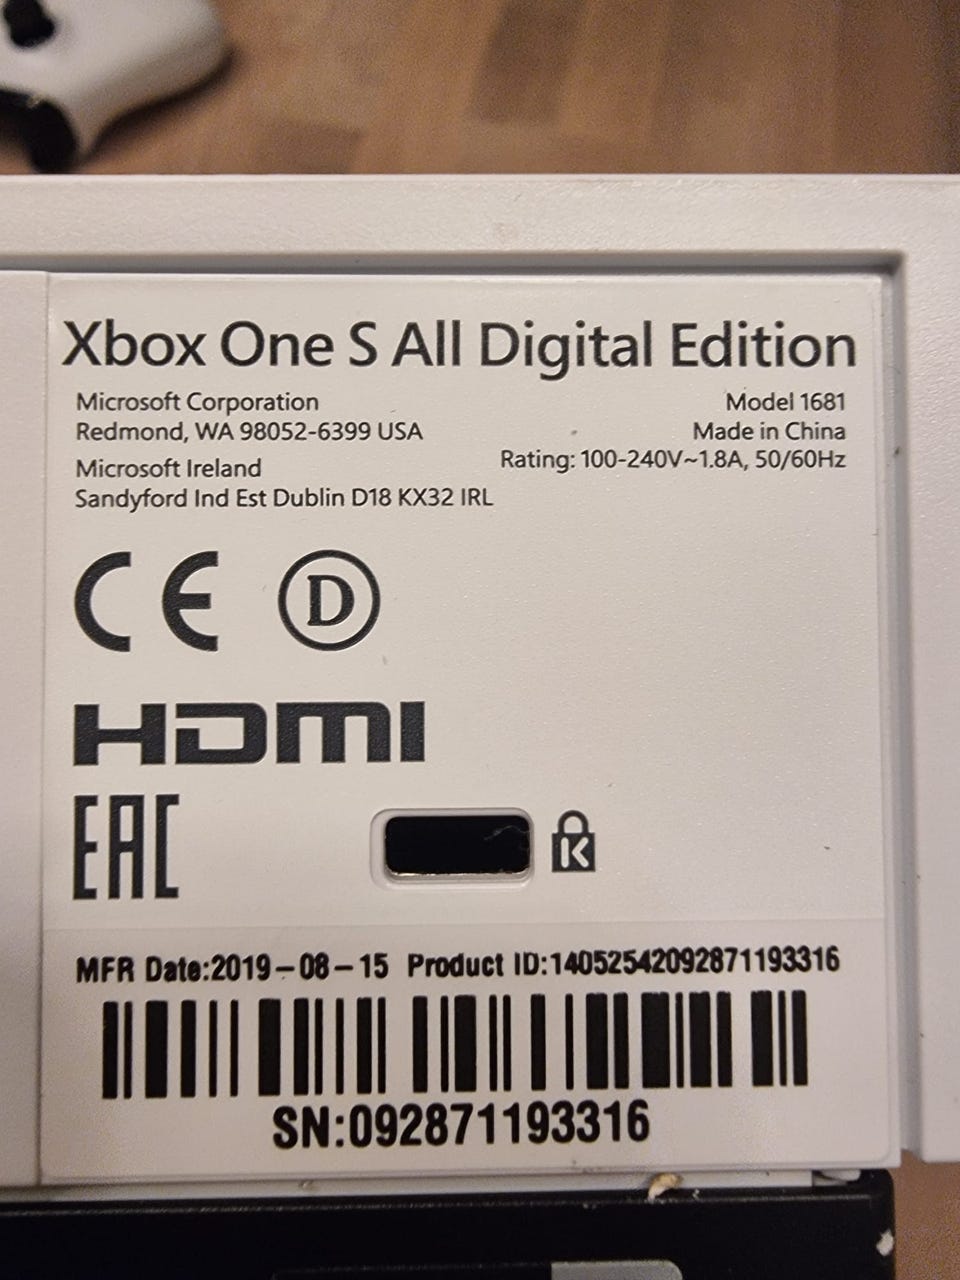 Xbox One S All Digital Edition
Microsoft Corporation
Redmond, WA 98052-6399 USA
Microsoft Ireland
Sandyford Ind Est Dublin D18 KX32 IRL
Model 1681
Made in China
Rating: 100-240V~1.8A, 50/60Hz
CE D
HDMI
EAC
K
MFR Date:2019-08-15 Product ID:14052542092871193316
SN:092871193316